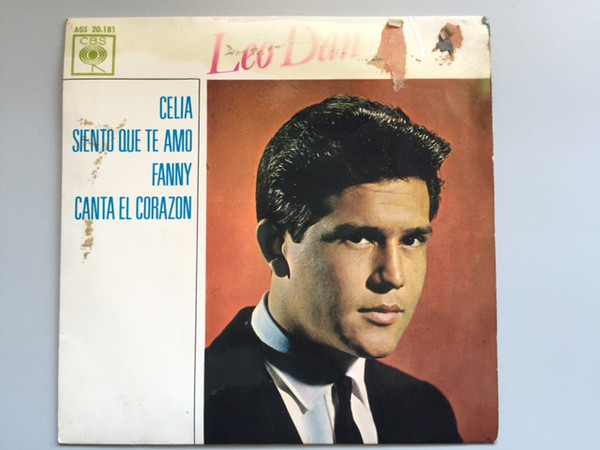 AGS 20.181
CBS
Leo Dan
CELIA
SIENTO QUE TE AMO
FANNY
CANTA EL CORAZON